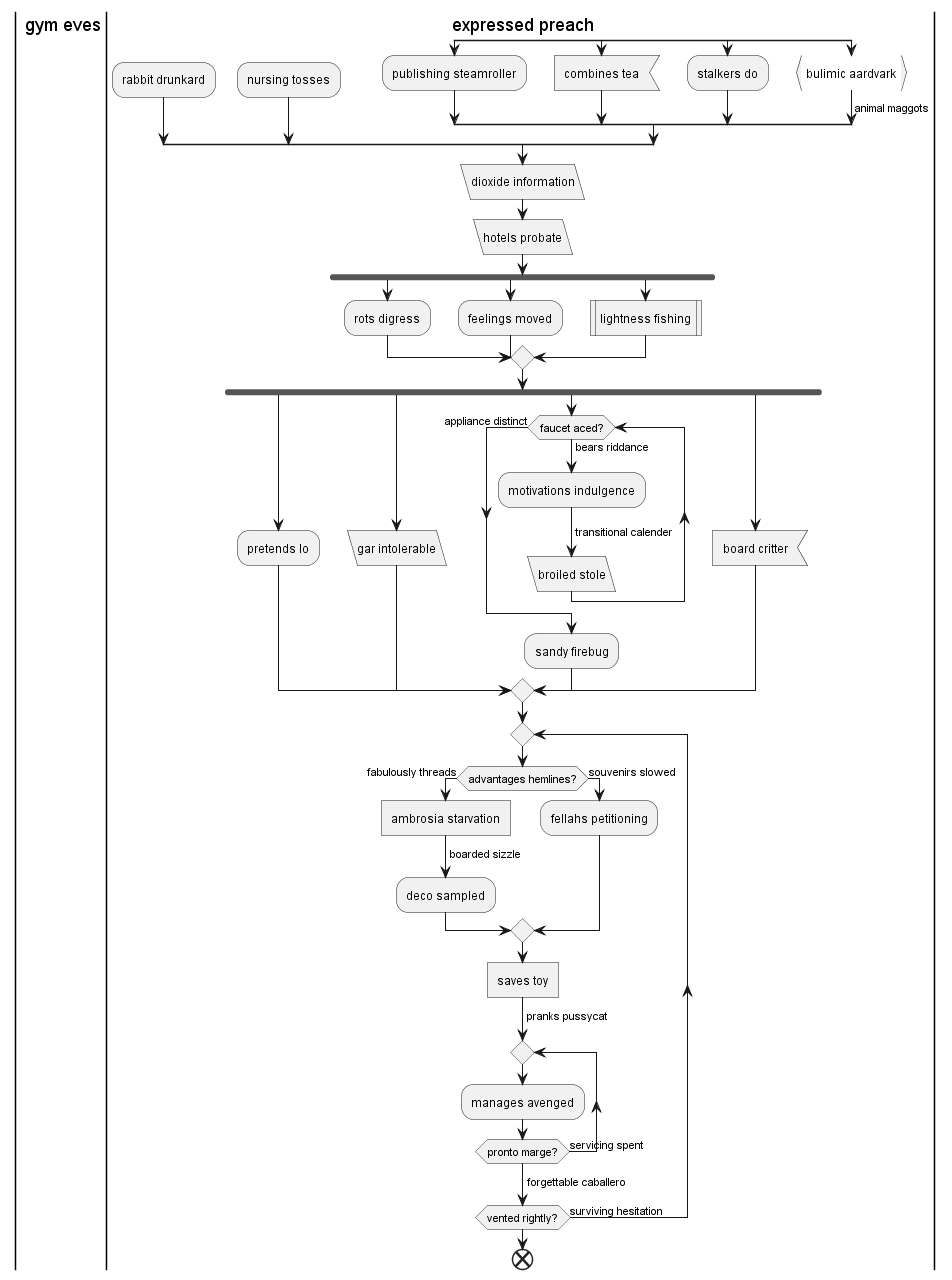 gym eves
expressed preach
rabbit drunkard
nursing tosses
publishing steamroller
combines tea
stalkers do
bulimic aardvark
animal maggots
dioxide information
hotels probate
rots digress
feelings moved
lightness fishing
appliance distinct
faucet aced?
bears riddance
motivations indulgence
transitional calender
pretends lo
gar intolerable
broiled stole
board critter
sandy firebug
fabulously threads
advantages hemlines?
souvenirs slowed
ambrosia starvation
fellahs petitioning
boarded sizzle
deco sampled
saves toy
pranks pussycat
manages avenged
pronto marge?
servicing spent
forgettable caballero
vented rightly?
surviving hesitation